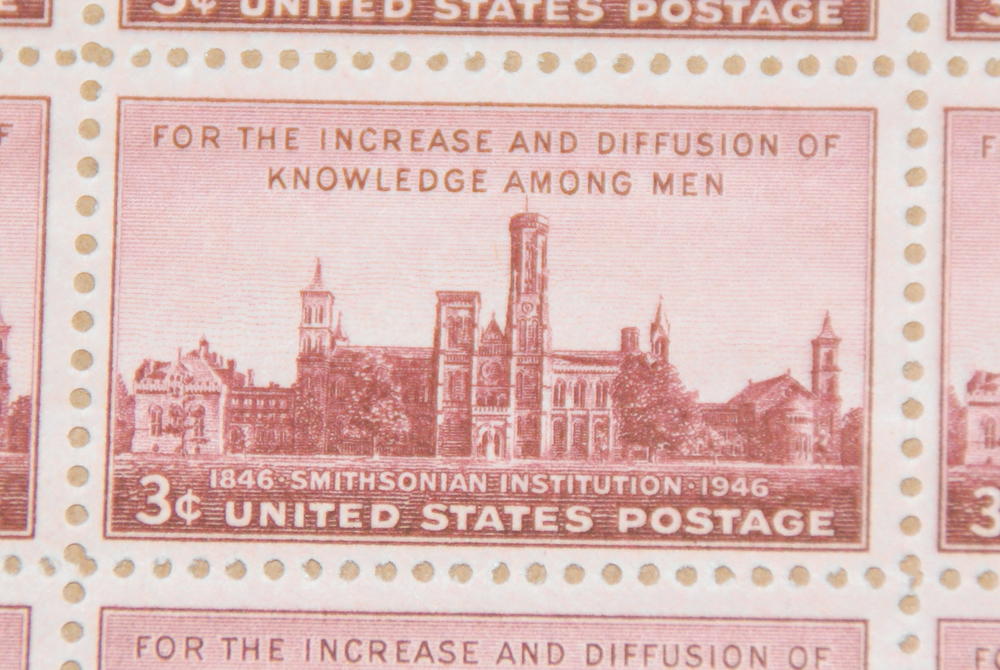 3¢ UNITED STATES POSTAGE
FOR THE INCREASE AND DIFFUSION OF
KNOWLEDGE AMONG MEN
1846·SMITHSONIAN INSTITUTION·1946
3¢ UNITED STATES POSTAGE
FOR THE INCREASE AND DIFFUSION OF